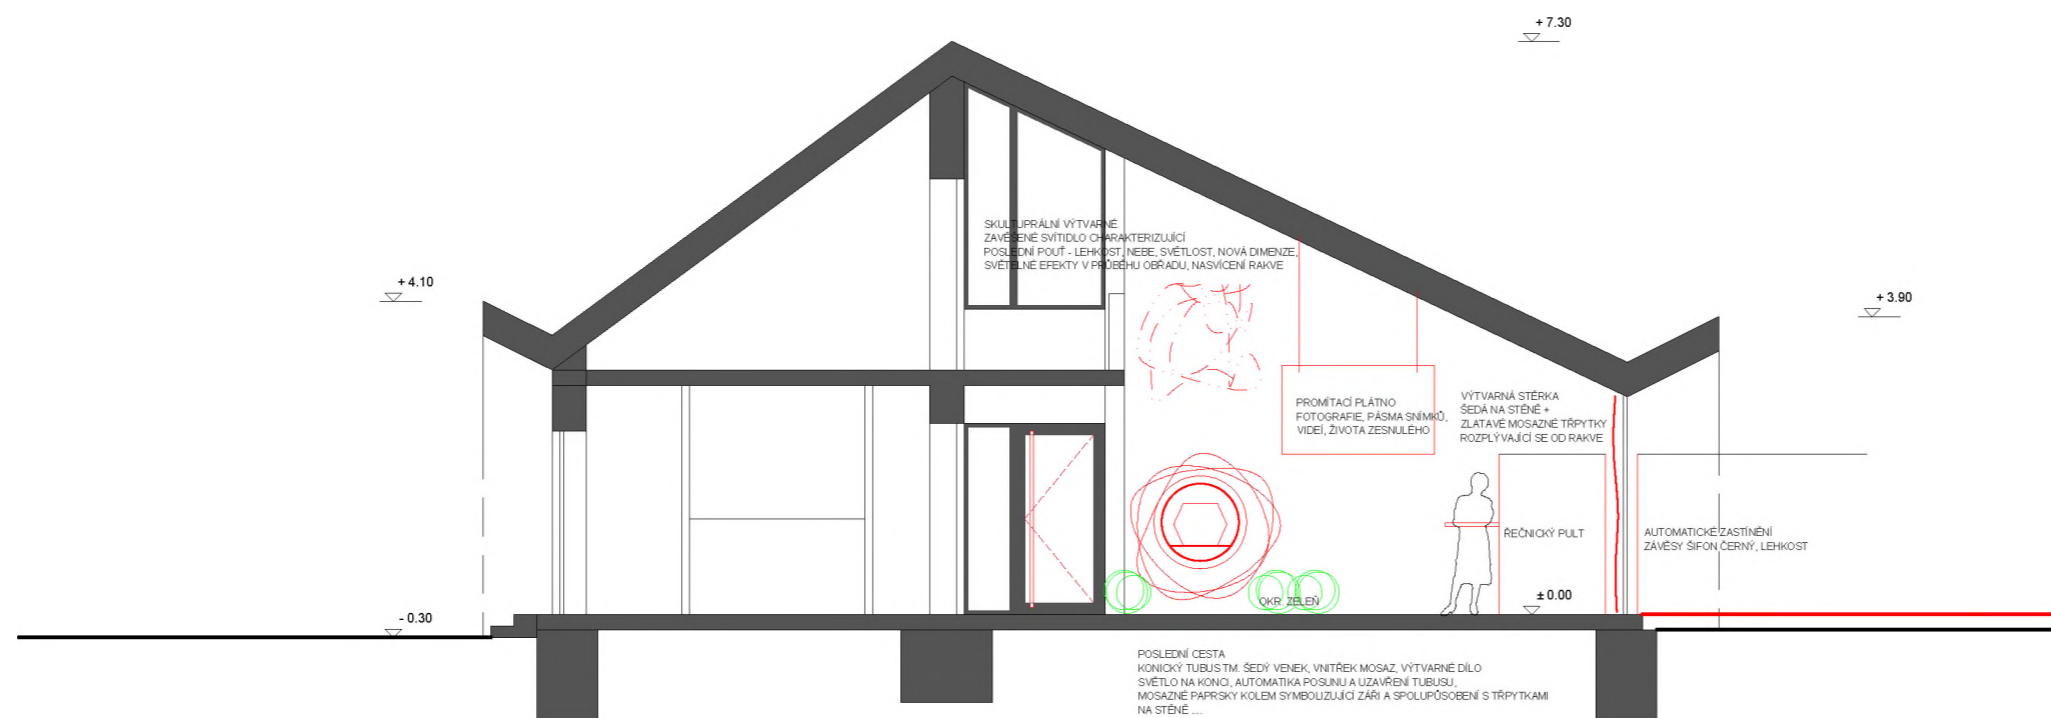 + 7.30
SKULTUPRÁLNÍ VÝTVARNÉ
ZAVĚŠENÉ SVÍTIDLO CHARAKTERIZUJÍCÍ
POSLEDNÍ POUŤ - LEHKOST, NEBE, SVĚTLOST, NOVÁ DIMENZE,
SVĚTELNÉ EFEKTY V PRŮBĚHU OBŘADU, NASVÍCENÍ RAKVE
+ 4.10
+ 3.90
PROMÍTACÍ PLÁTNO
FOTOGRAFIE, PÁSMA SNÍMKŮ,
VIDEÍ, ŽIVOTA ZESNULÉHO
VÝTVARNÁ STĚRKA
ŠEDÁ NA STĚNĚ +
ZLATAVÉ MOSAZNÉ TŘPYTKY
ROZPLÝVAJÍCÍ SE OD RAKVE
ŘEČNICKÝ PULT
AUTOMATICKÉ ZASTÍNĚNÍ
ZÁVĚSY ŠIFON ČERNÝ, LEHKOST
OKR. ZELEŇ
± 0.00
- 0.30
POSLEDNÍ CESTA
KONICKÝ TUBUS TM. ŠEDÝ VENEK, VNITŘEK MOSAZ, VÝTVARNÉ DÍLO
SVĚTLO NA KONCI, AUTOMATIKA POSUNU A UZAVŘENÍ TUBUSU,
MOSAZNÉ PAPRSKY KOLEM SYMBOLIZUJÍCÍ ZÁŘI A SPOLUPŮSOBENÍ S TŘPYTKAMI
NA STĚNĚ ....